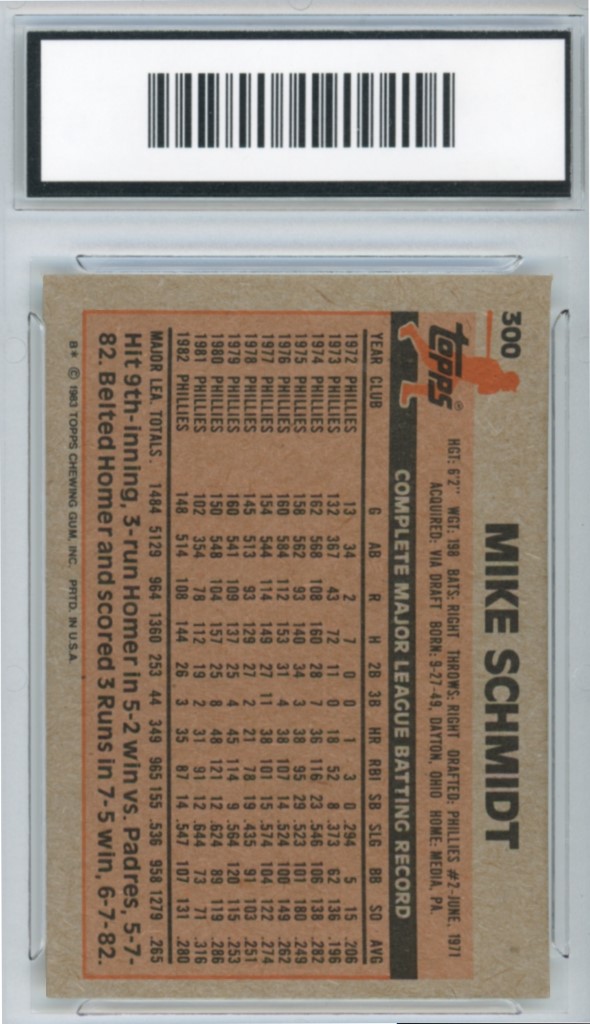 300
MIKE SCHMIDT
topps®
HGT: 6'2" WGT: 198 BATS: RIGHT THROWS: RIGHT DRAFTED: PHILLIES #2-JUNE, 1971
ACQUIRED: VIA DRAFT BORN: 9-27-49, DAYTON, OHIO HOME: MEDIA, PA.
COMPLETE MAJOR LEAGUE BATTING RECORD
YEAR CLUB G AB R H 2B 3B HR RBI SB SLG BB SO AVG
1972 PHILLIES 13 34 2 7 0 0 1 3 0 .294 5 15 .206
1973 PHILLIES 132 367 43 72 11 0 18 52 8 .373 62 136 .196
1974 PHILLIES 162 568 108 160 28 7 36 116 23 .546 106 138 .282
1975 PHILLIES 158 562 93 140 34 3 38 95 29 .523 101 180 .249
1976 PHILLIES 160 584 112 153 31 4 38 107 14 .524 100 149 .262
1977 PHILLIES 154 544 114 149 27 11 38 101 15 .574 104 122 .274
1978 PHILLIES 145 513 93 129 27 2 21 78 19 .435 91 103 .251
1979 PHILLIES 160 541 109 137 25 4 45 114 9 .564 120 115 .253
1980 PHILLIES 150 548 104 157 25 8 48 121 12 .624 89 119 .286
1981 PHILLIES 102 354 78 112 19 2 31 91 12 .644 73 71 .316
1982 PHILLIES 148 514 108 144 26 3 35 87 14 .547 107 131 .280
MAJOR LEA. TOTALS. 1484 5129 964 1360 253 44 349 965 155 .536 958 1279 .265
Hit 9th-inning, 3-run Homer in 5-2 win vs. Padres, 5-7-
82. Belted Homer and scored 3 Runs in 7-5 win, 6-7-82.
B* © 1983 TOPPS CHEWING GUM, INC. PRTD. IN U.S.A.